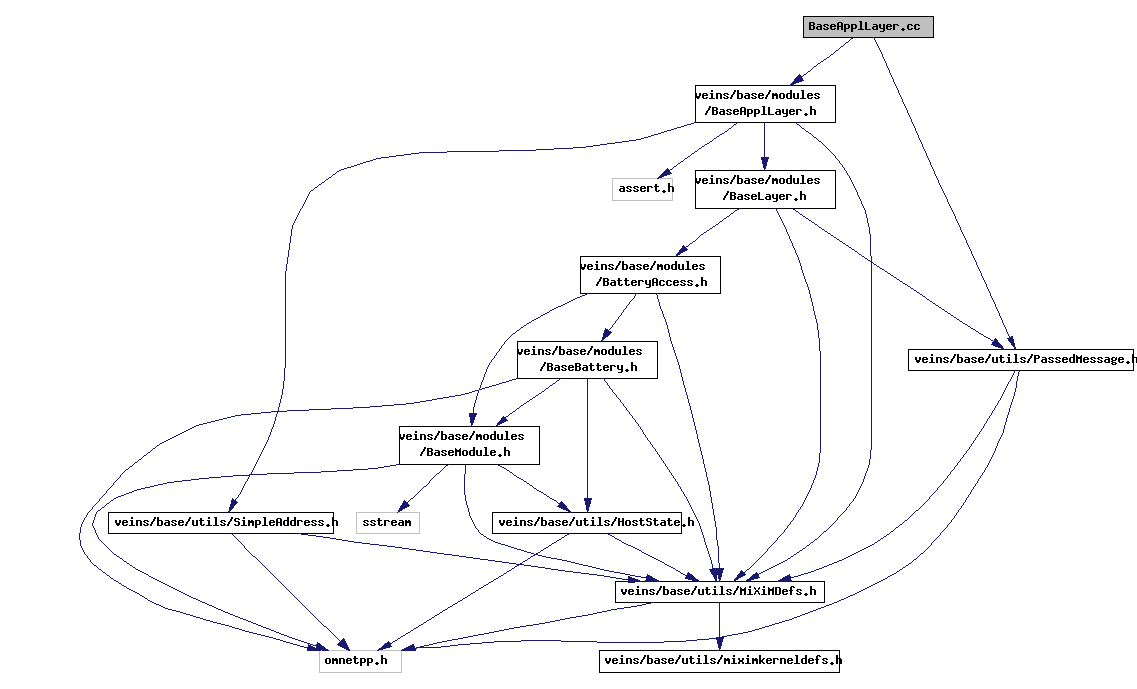 BaseApplLayer.cc
veins/base/modules
/BaseApplLayer.h
assert.h
veins/base/modules
/BaseLayer.h
veins/base/modules
/BatteryAccess.h
veins/base/modules
/BaseBattery.h
veins/base/utils/PassedMessage.h
veins/base/modules
/BaseModule.h
veins/base/utils/SimpleAddress.h
sstream
veins/base/utils/HostState.h
veins/base/utils/MiXiMDefs.h
omnetpp.h
veins/base/utils/miximkerneldefs.h